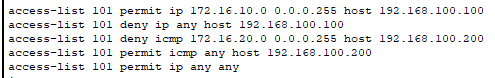 access-list 101 permit ip 172.16.10.0 0.0.0.255 host 192.168.100.100
access-list 101 deny ip any host 192.168.100.100
access-list 101 deny icmp 172.16.20.0 0.0.0.255 host 192.168.100.200
access-list 101 permit icmp any host 192.168.100.200
access-list 101 permit ip any any